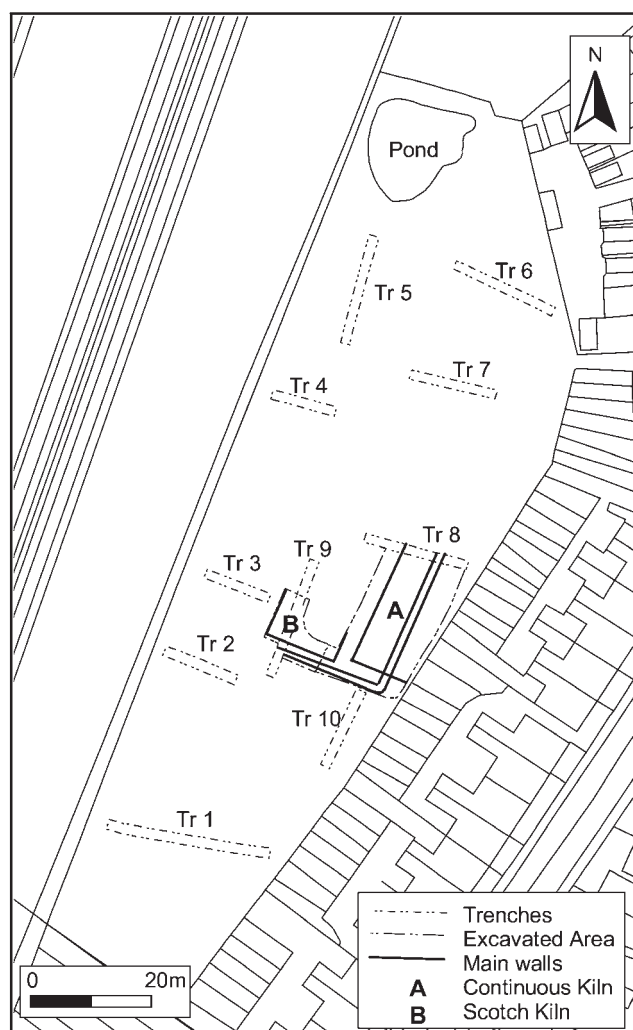 N
Pond
Tr 6
Tr 5
Tr 7
Tr 4
Tr 8
Tr 9
Tr 3
A
B
Tr 2
Tr 10
Tr 1
Trenches
Excavated Area
Main walls
A Continuous Kiln
B Scotch Kiln
0 20m